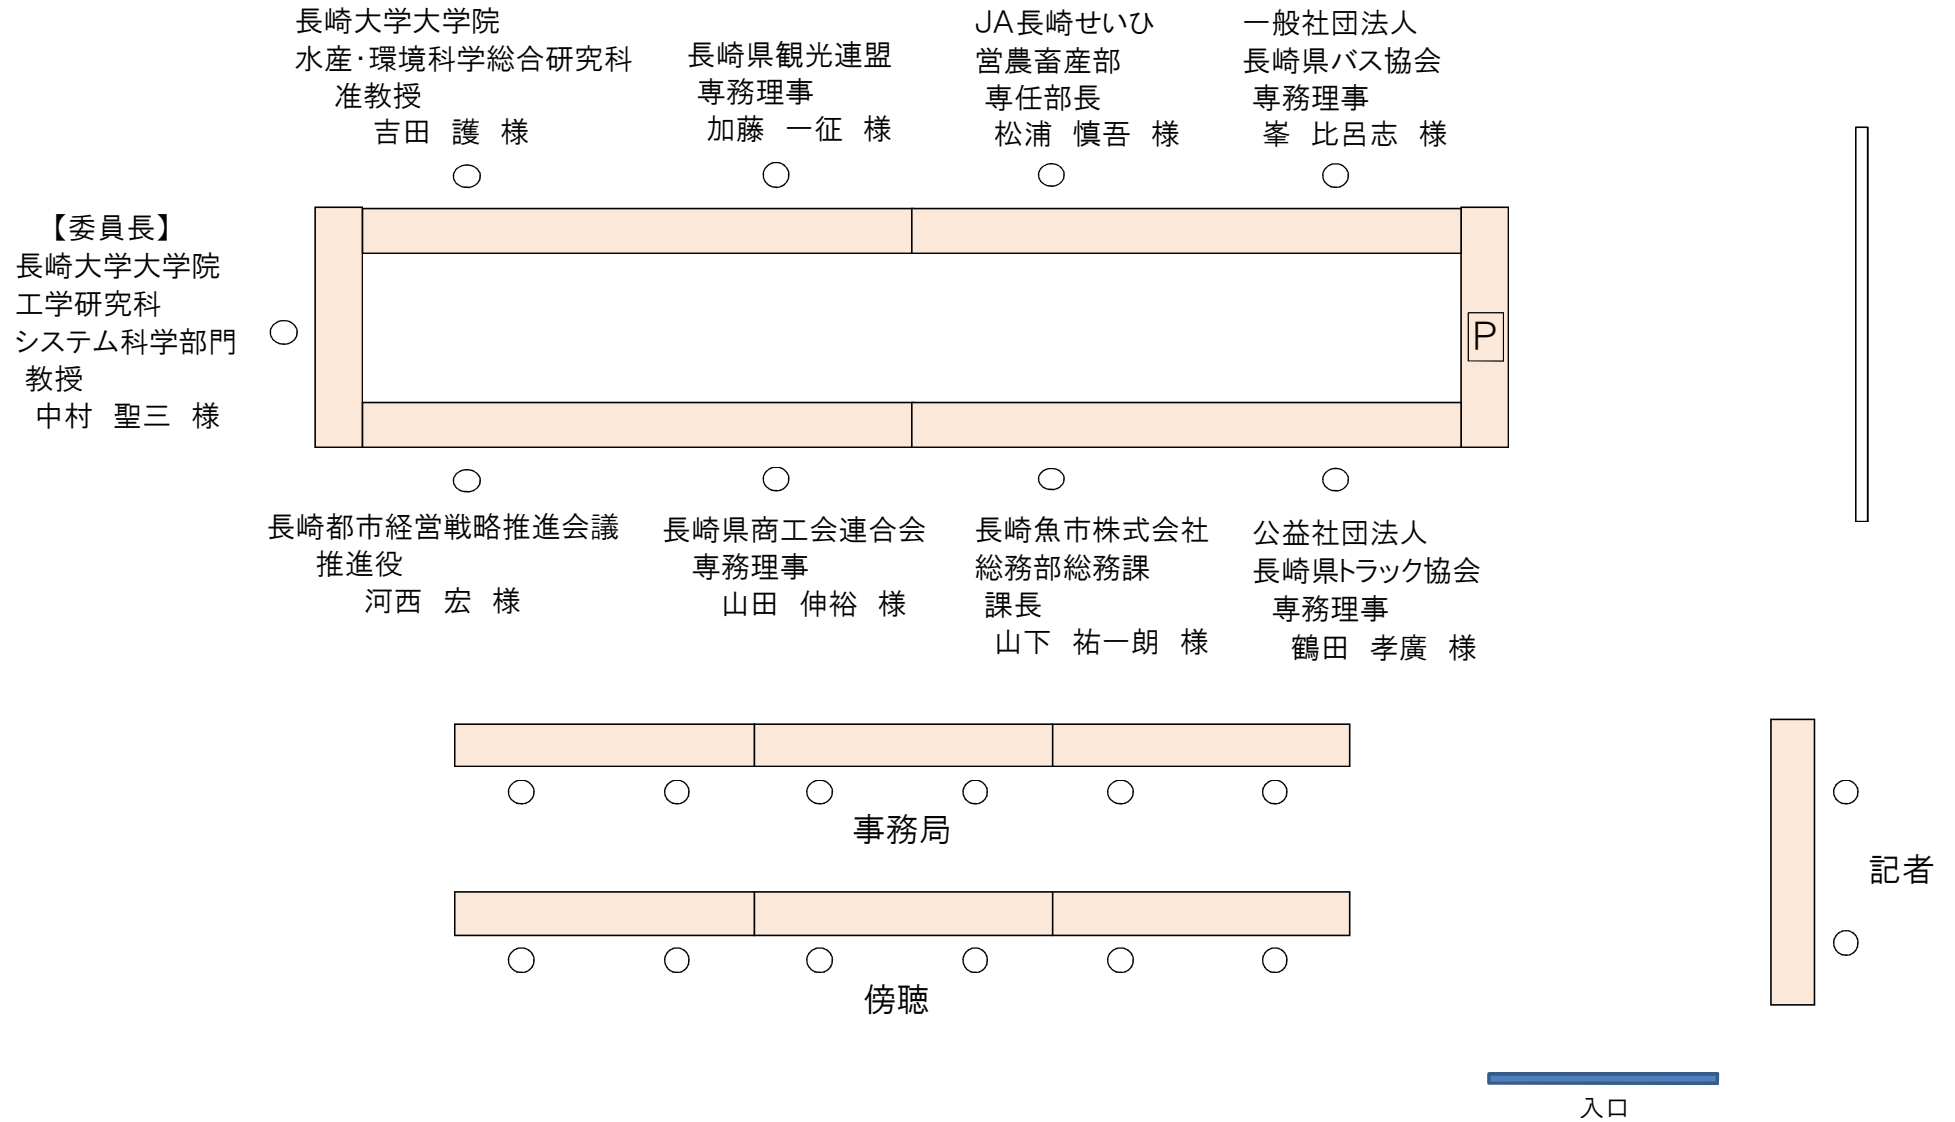 長崎大学大学院
水産・環境科学総合研究科
准教授
吉田　護　様
長崎県観光連盟
専務理事
加藤　一征　様
JA長崎せいひ
営農畜産部
専任部長
松浦　慎吾　様
一般社団法人
長崎県バス協会
専務理事
峯　比呂志　様
【委員長】
長崎大学大学院
工学研究科
システム科学部門
教授
中村　聖三　様
P
長崎都市経営戦略推進会議
推進役
河西　宏　様
長崎県商工会連合会
専務理事
山田　伸裕　様
長崎魚市株式会社
総務部総務課
課長
山下　祐一朗　様
公益社団法人
長崎県トラック協会
専務理事
鶴田　孝廣　様
事務局
記者
傍聴
入口